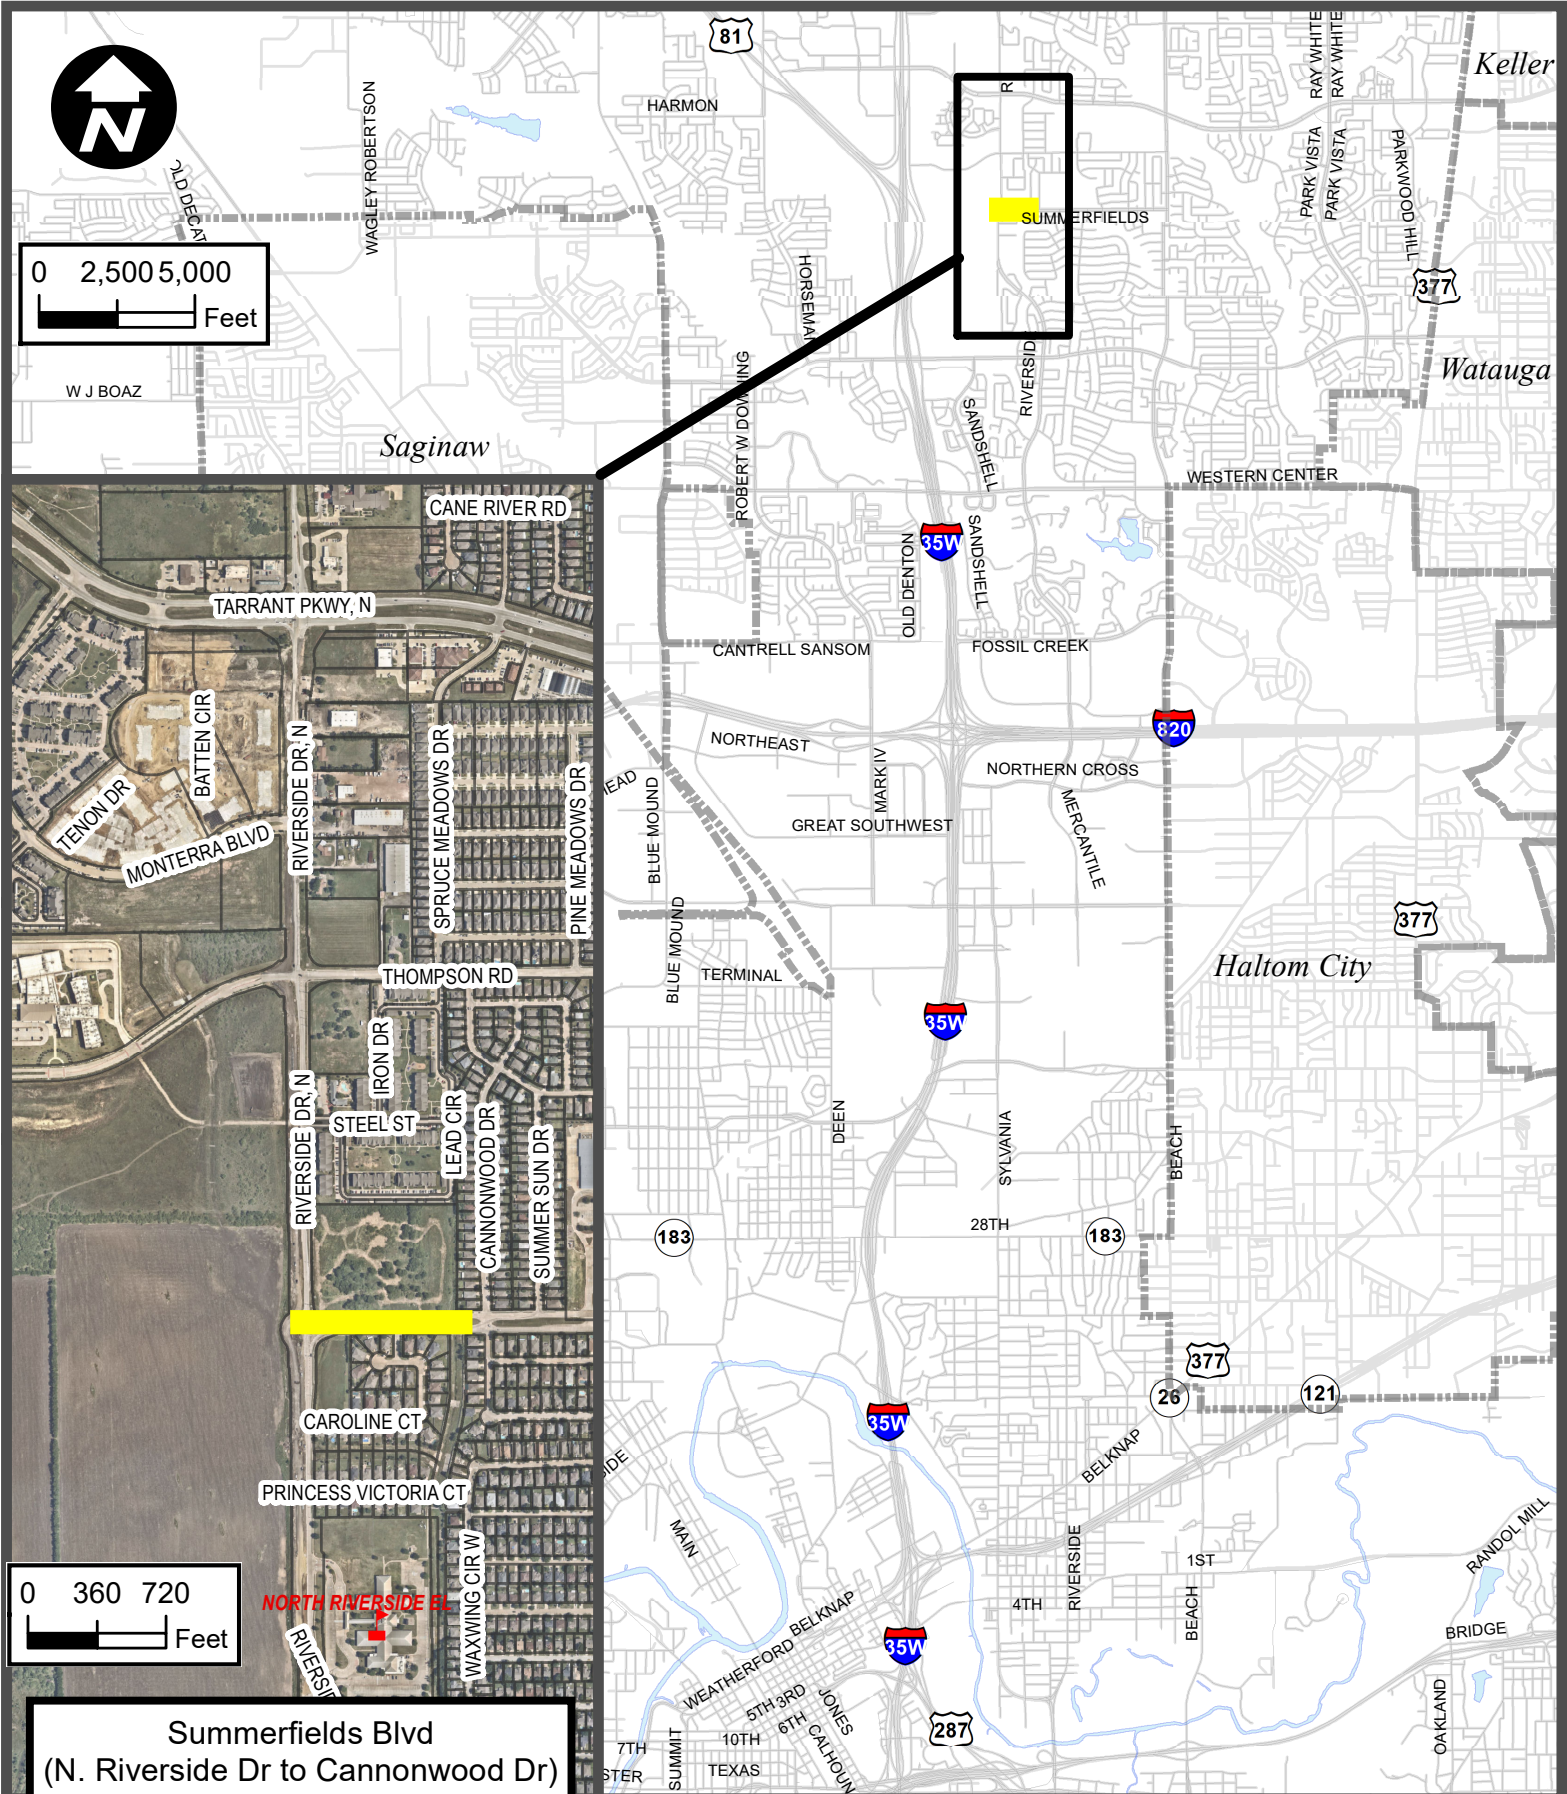 81
Keller
HARMON
WAGLEY ROBERTSON
R
RAY WHITE
RAY WHITE
PARK VISTA
PARK VISTA
PARKWOOD HILL
N
OLD DECAT
SUMMERFIELDS
0 2,500 5,000
Feet
HORSEMAN
377
RIVERSIDE
W J BOAZ
Watauga
Saginaw
ROBERT W DOWNING
SANDSHELL
WESTERN CENTER
35W
SANDSHELL
OLD DENTON
CANTRELL SANSOM
FOSSIL CREEK
820
NORTHEAST
NORTHERN CROSS
MARK IV
MERCANTILE
EAD
BLUE MOUND
GREAT SOUTHWEST
BLUE MOUND
377
TERMINAL
Haltom City
35W
DEEN
SYLVANIA
BEACH
28TH
183
183
377
26
121
35W
BELKNAP
IDE
MAIN
RIVERSIDE
1ST
RANDOL MILL
4TH
BEACH
BELKNAP
BRIDGE
35W
WEATHERFORD
5TH
3RD
6TH
JONES
CALHOUN
287
OAKLAND
10TH
7TH
SUMMIT
TEXAS
STER
CANE RIVER RD
TARRANT PKWY, N
BATTEN CIR
RIVERSIDE DR, N
SPRUCE MEADOWS DR
PINE MEADOWS DR
TENON DR
MONTERRA BLVD
THOMPSON RD
IRON DR
RIVERSIDE DR, N
STEEL ST
LEAD CIR
CANNONWOOD DR
SUMMER SUN DR
CAROLINE CT
PRINCESS VICTORIA CT
WAXWING CIR W
NORTH RIVERSIDE EL
RIVERSI
0 360 720
Feet
Summerfields Blvd
(N. Riverside Dr to Cannonwood Dr)